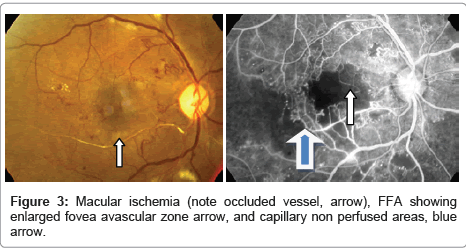 Figure 3: Macular ischemia (note occluded vessel, arrow), FFA showing
enlarged fovea avascular zone arrow, and capillary non perfused areas, blue
arrow.